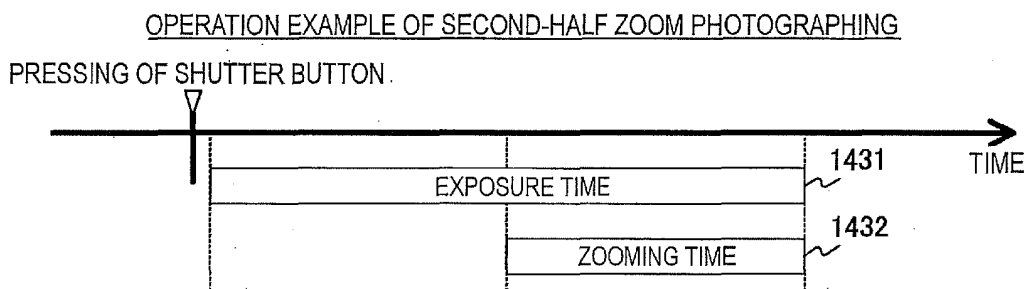 OPERATION EXAMPLE OF SECOND-HALF ZOOM PHOTOGRAPHING
PRESSING OF SHUTTER BUTTON
TIME
EXPOSURE TIME
1431
ZOOMING TIME
1432